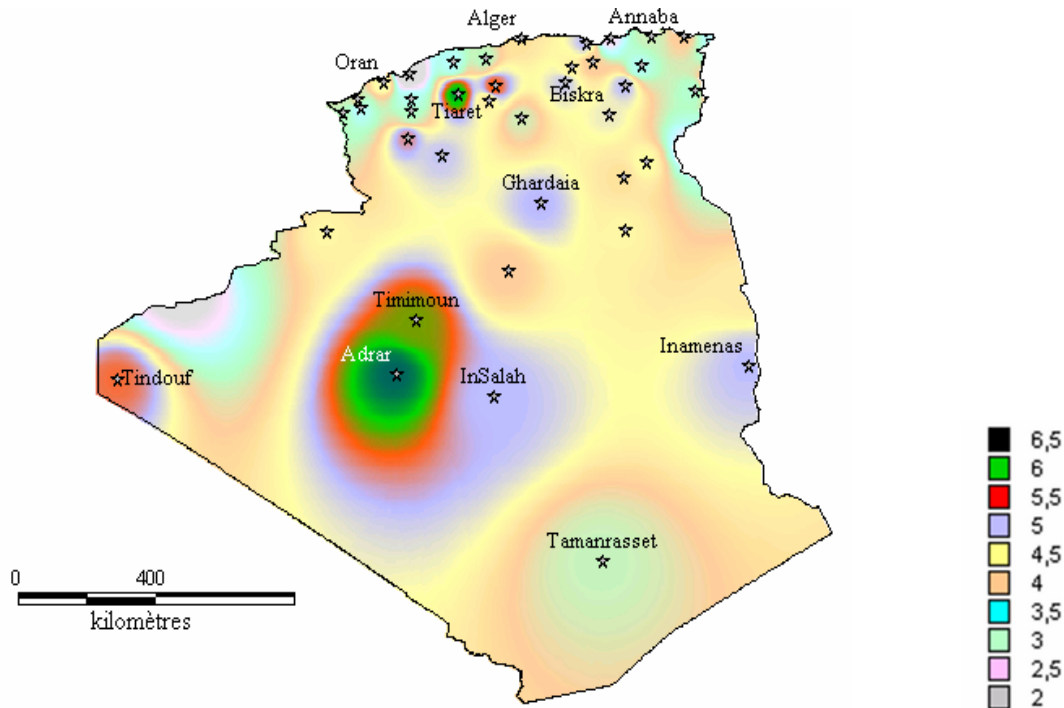 Annaba
Alger
Oran
Biskra
Tiaret
Ghardaia
Timimoun
Adrar
Inamenas
Tindouf
InSalah
Tamanrasset
0 400
kilomètres
6,5
6
5,5
5
4,5
4
3,5
3
2,5
2